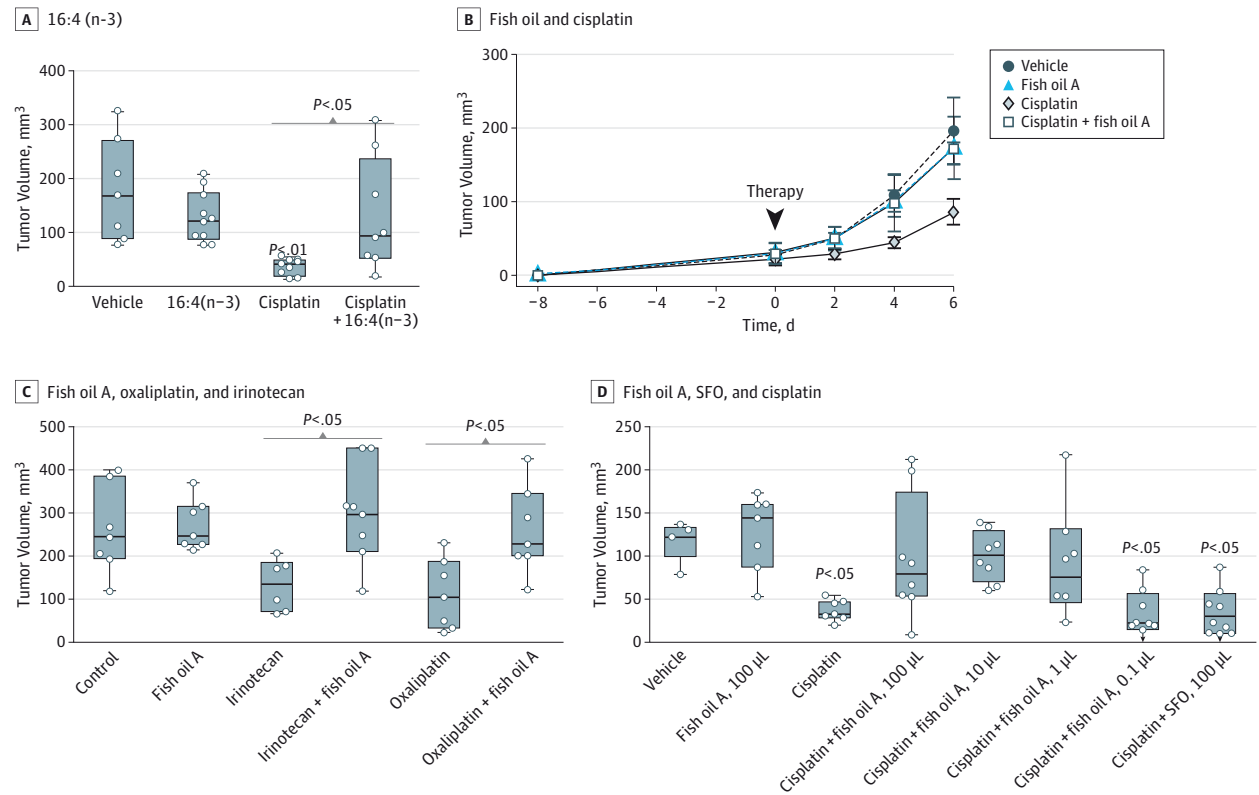 A 16:4 (n-3)
400
300
200
100
0
Tumor Volume, mm³
P<.05
P<.01
Vehicle
16:4(n−3)
Cisplatin
Cisplatin
+16:4(n−3)
B Fish oil and cisplatin
300
200
100
0
Tumor Volume, mm³
Therapy
−8
−6
−4
−2
0
2
4
6
Time, d
Vehicle
Fish oil A
Cisplatin
Cisplatin + fish oil A
C Fish oil A, oxaliplatin, and irinotecan
500
400
300
200
100
0
Tumor Volume, mm³
P<.05
P<.05
Control
Fish oil A
Irinotecan
Irinotecan + fish oil A
Oxaliplatin
Oxaliplatin + fish oil A
D Fish oil A, SFO, and cisplatin
250
200
150
100
50
0
Tumor Volume, mm³
P<.05
P<.05
P<.05
Vehicle
Fish oil A, 100 µL
Cisplatin
Cisplatin + fish oil A, 100 µL
Cisplatin + fish oil A, 10 µL
Cisplatin + fish oil A, 1 µL
Cisplatin + fish oil A, 0.1 µL
Cisplatin + SFO, 100 µL